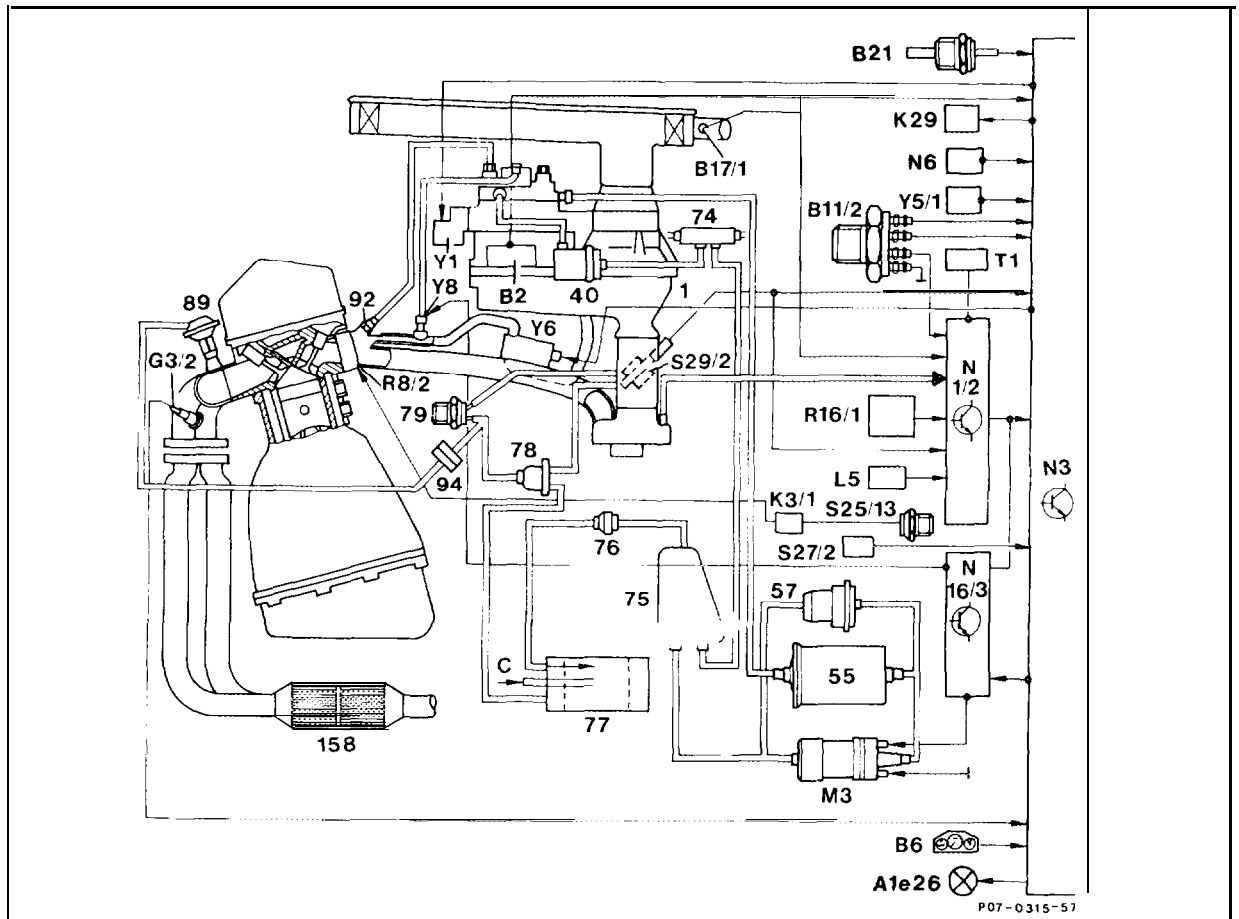 B21
K29
N6
B17/1
Y5/1
B11/2
74
T1
Y1
B2
40
1
Y8
92
89
Y6
G3/2
S29/2
N
1/2
R8/2
79
R16/1
78
N3
94
L5
K3/1
S25/13
76
S27/2
N
16/3
57
75
C
55
77
158
M3
B6
A1e26
P07-0315-57